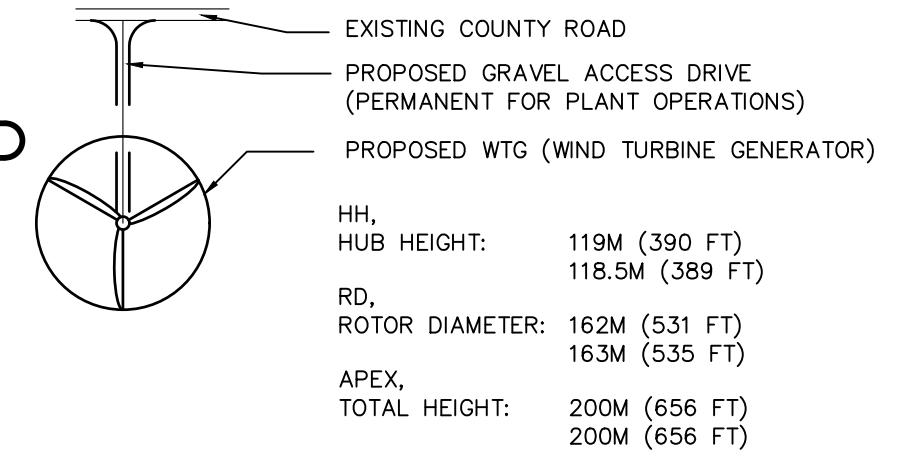 EXISTING COUNTY ROAD
PROPOSED GRAVEL ACCESS DRIVE
(PERMANENT FOR PLANT OPERATIONS)
PROPOSED WTG (WIND TURBINE GENERATOR)
HH,
HUB HEIGHT: 119M (390 FT)
118.5M (389 FT)
RD,
ROTOR DIAMETER: 162M (531 FT)
163M (535 FT)
APEX,
TOTAL HEIGHT: 200M (656 FT)
200M (656 FT)